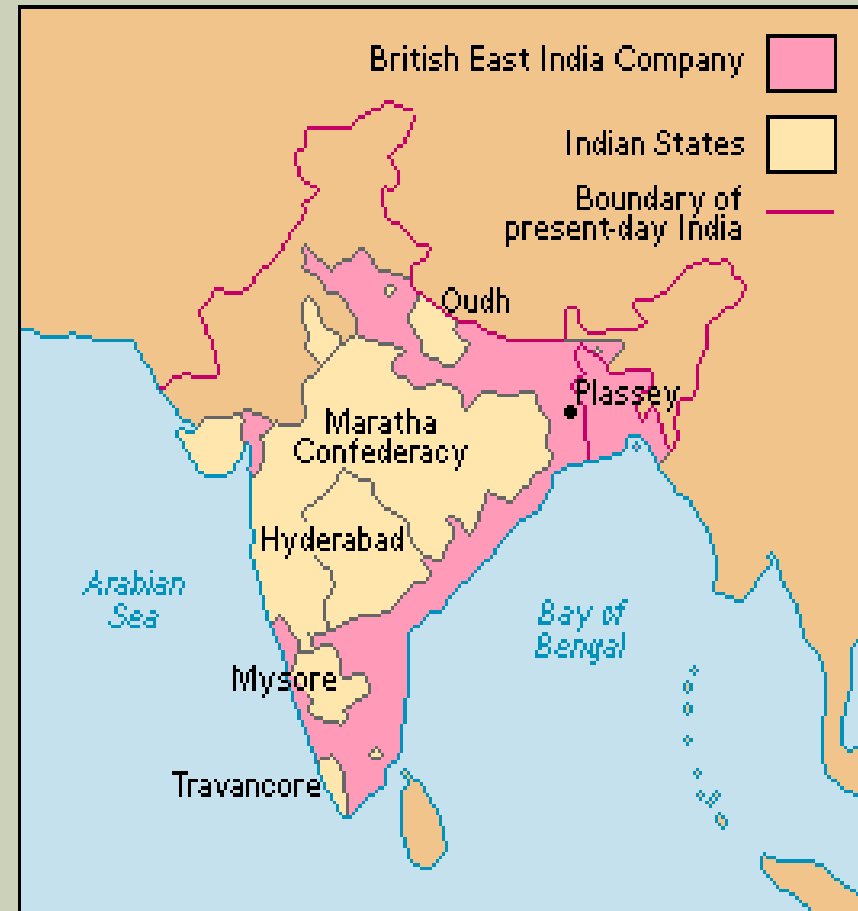 British East India Company
Indian States
Boundary of
present-day India
Oudh
Plassey
Maratha
Confederacy
Hyderabad
Arabian
Sea
Bay of
Bengal
Mysore
Travancore